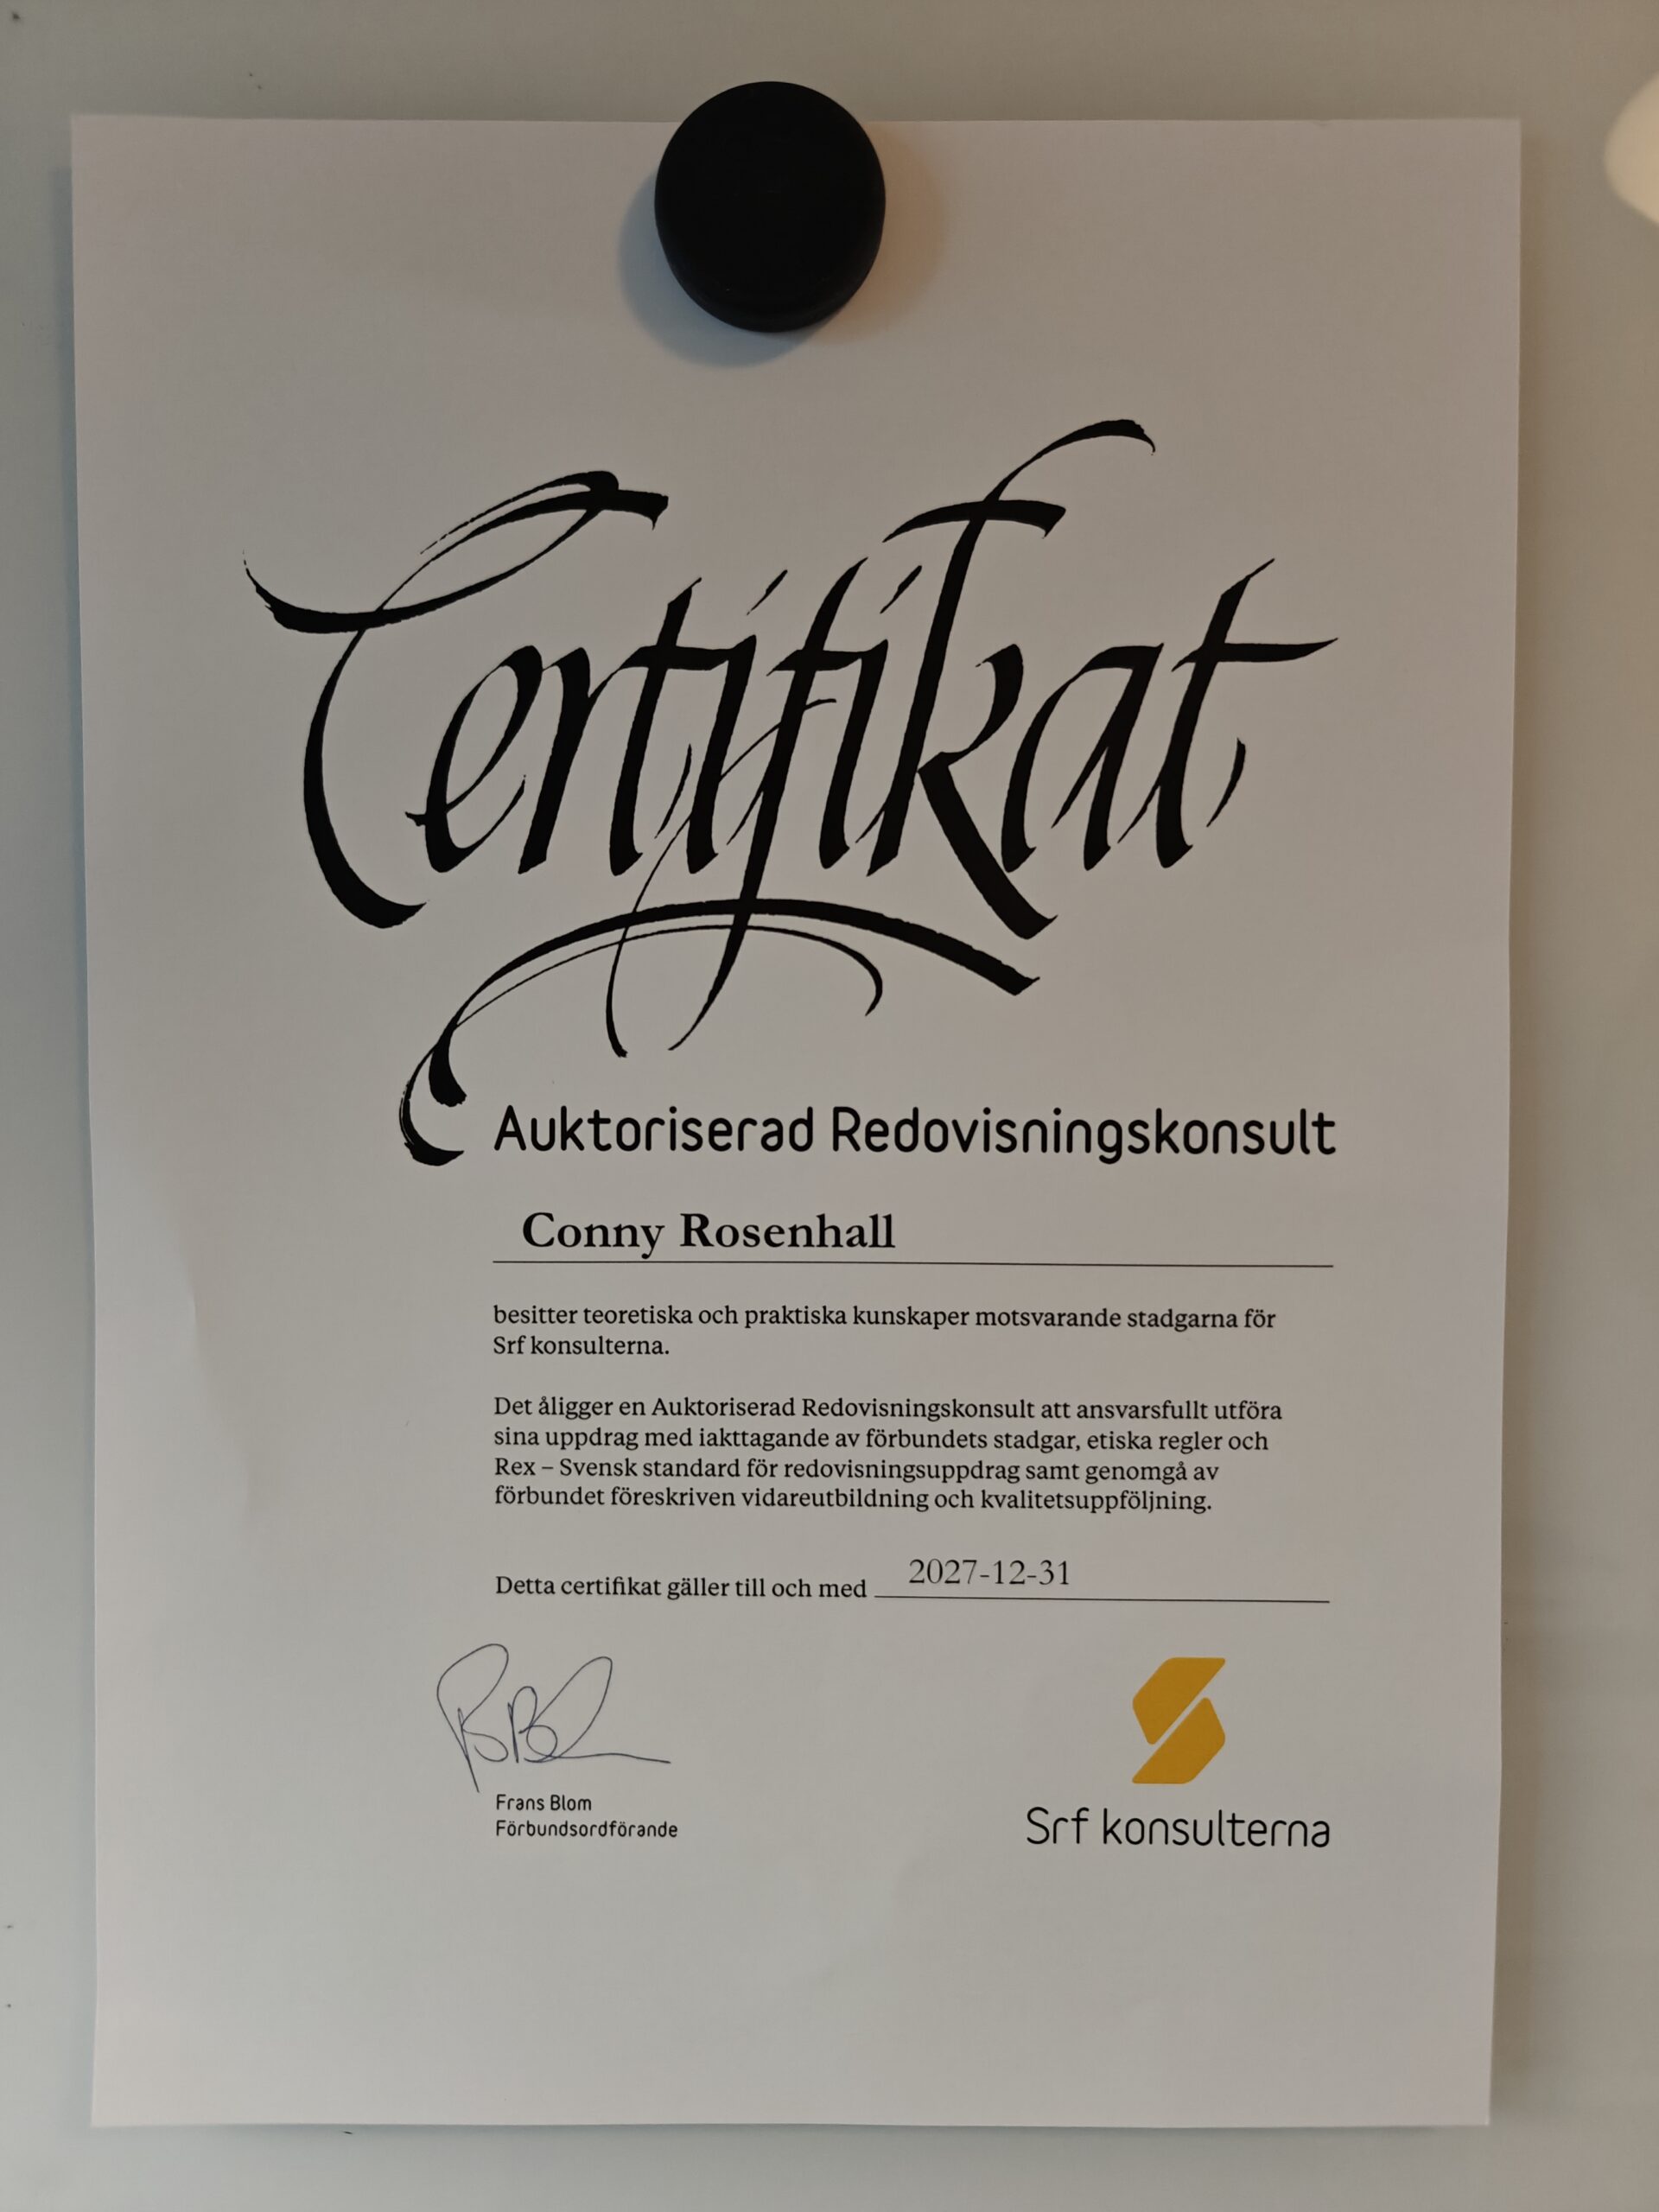 Certifikat
Auktoriserad Redovisningskonsult
Conny Rosenhall
besitter teoretiska och praktiska kunskaper motsvarande stadgarna för
Srf konsulterna.
Det åligger en Auktoriserad Redovisningskonsult att ansvarsfullt utföra
sina uppdrag med iakttagande av förbundets stadgar, etiska regler och
Rex – Svensk standard för redovisningsuppdrag samt genomgå av
förbundet föreskriven vidareutbildning och kvalitetsuppföljning.
Detta certifikat gäller till och med 2027-12-31
Frans Blom
Förbundsordförande
Srf konsulterna